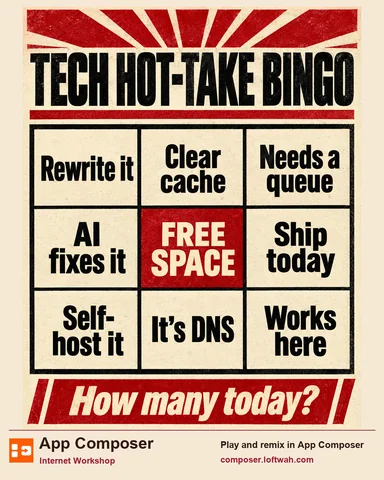 TECH HOT-TAKE BINGO
Rewrite it
Clear
cache
Needs a
queue
AI
fixes it
FREE
SPACE
Ship
today
Self-
host it
It's DNS
Works
here
How many today?
App Composer
Internet Workshop
Play and remix in App Composer
composer.loftwah.com